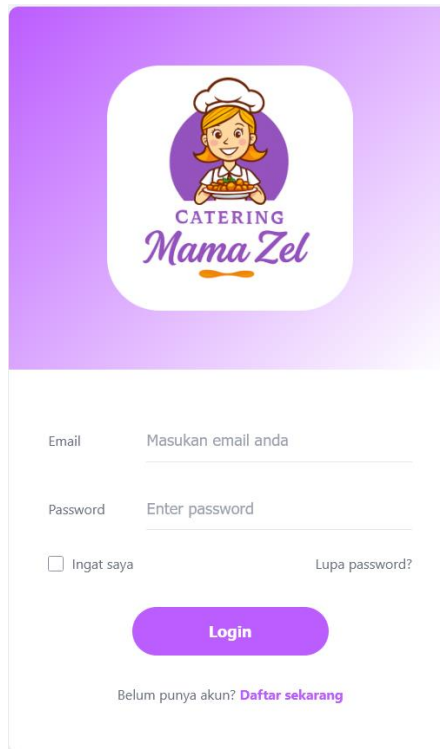 CATERING
Mama Zel
Email Masukan email anda
Password Enter password
Ingat saya Lupa password?
Login
Belum punya akun? Daftar sekarang